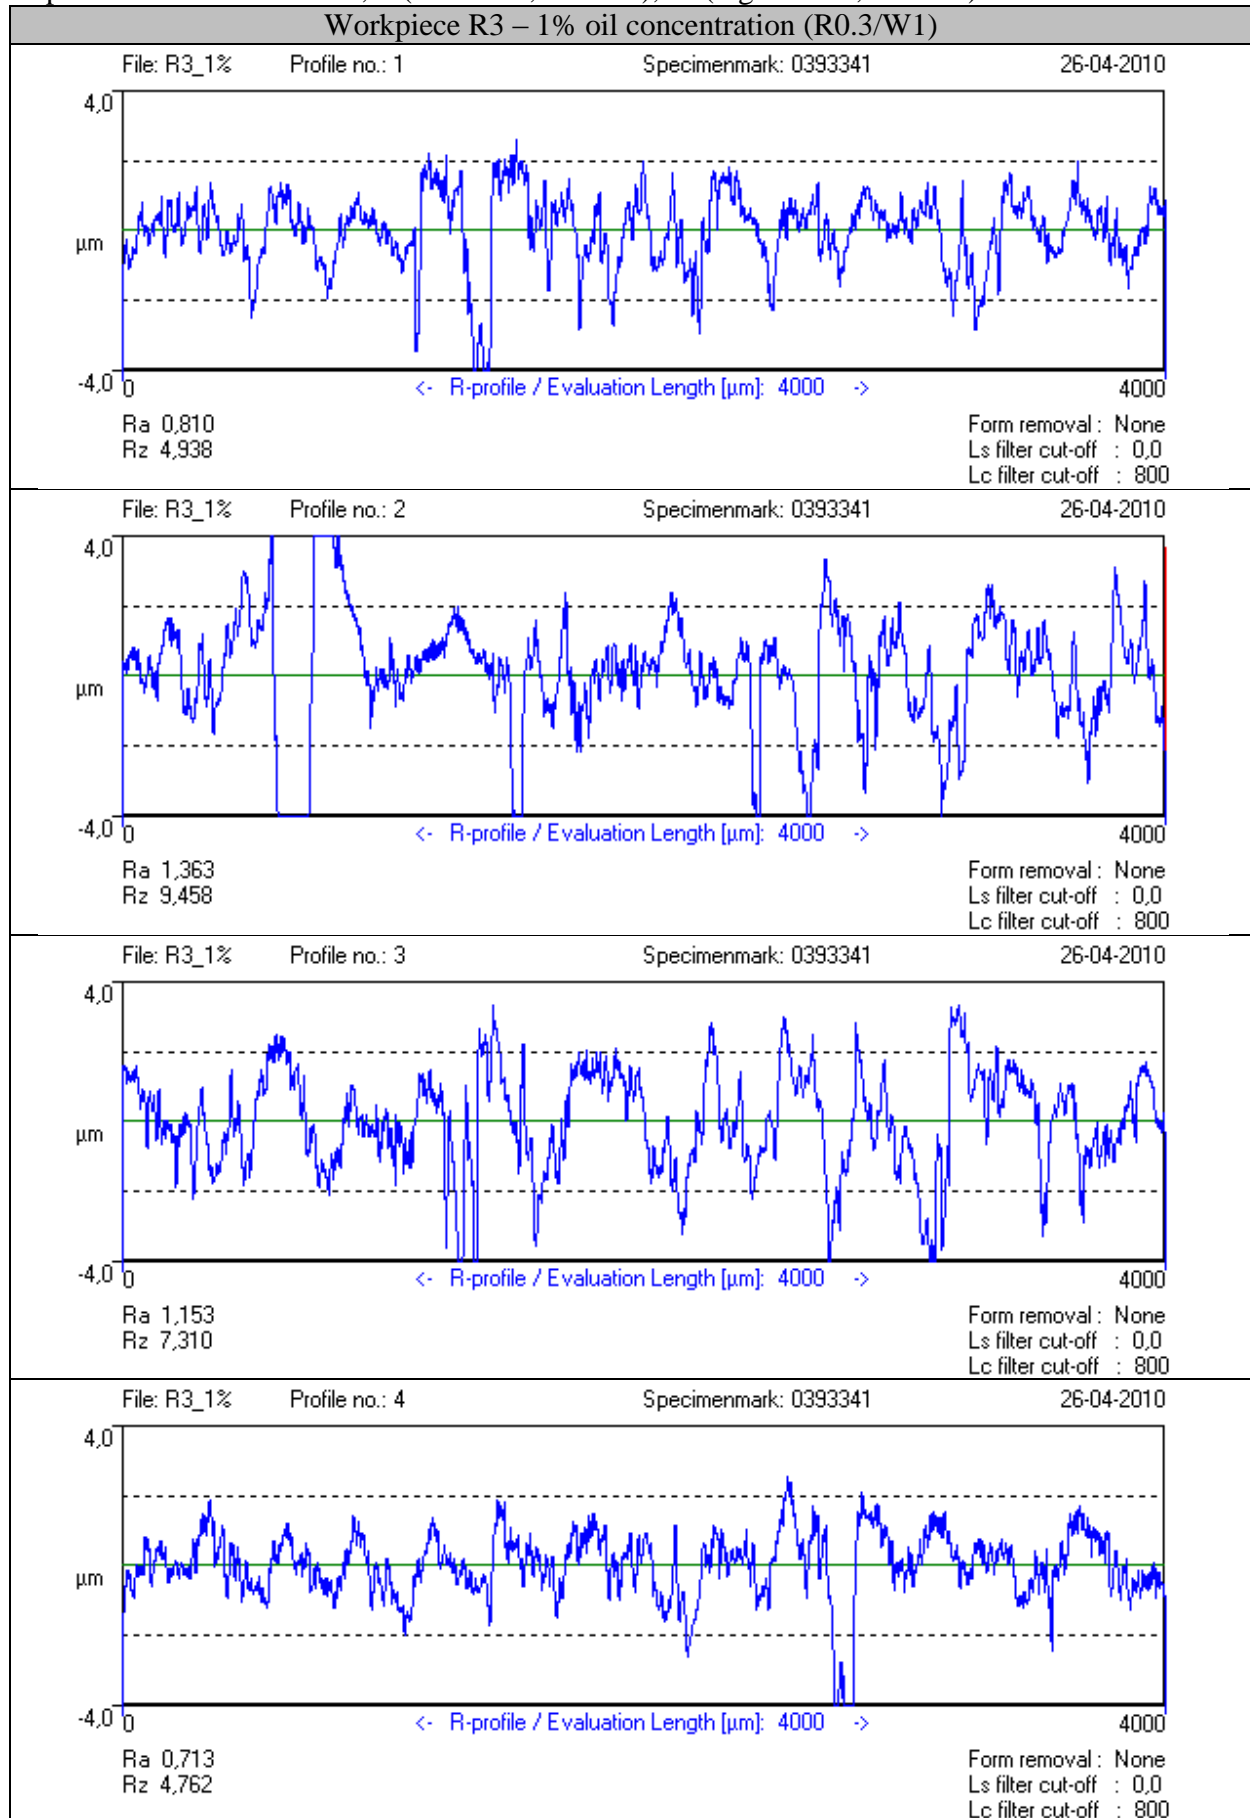 Workpiece R3 – 1% oil concentration (R0.3/W1)
File: R3_1% Profile no.: 1 Specimenmark: 0393341 26-04-2010
4,0
µm
-4,0 0 <- R-profile / Evaluation Length [µm]: 4000 -> 4000
Ra 0,810 Form removal : None
Rz 4,938 Ls filter cut-off : 0,0
Lc filter cut-off : 800
File: R3_1% Profile no.: 2 Specimenmark: 0393341 26-04-2010
4,0
µm
-4,0 0 <- R-profile / Evaluation Length [µm]: 4000 -> 4000
Ra 1,363 Form removal : None
Rz 9,458 Ls filter cut-off : 0,0
Lc filter cut-off : 800
File: R3_1% Profile no.: 3 Specimenmark: 0393341 26-04-2010
4,0
µm
-4,0 0 <- R-profile / Evaluation Length [µm]: 4000 -> 4000
Ra 1,153 Form removal : None
Rz 7,310 Ls filter cut-off : 0,0
Lc filter cut-off : 800
File: R3_1% Profile no.: 4 Specimenmark: 0393341 26-04-2010
4,0
µm
-4,0 0 <- R-profile / Evaluation Length [µm]: 4000 -> 4000
Ra 0,713 Form removal : None
Rz 4,762 Ls filter cut-off : 0,0
Lc filter cut-off : 800